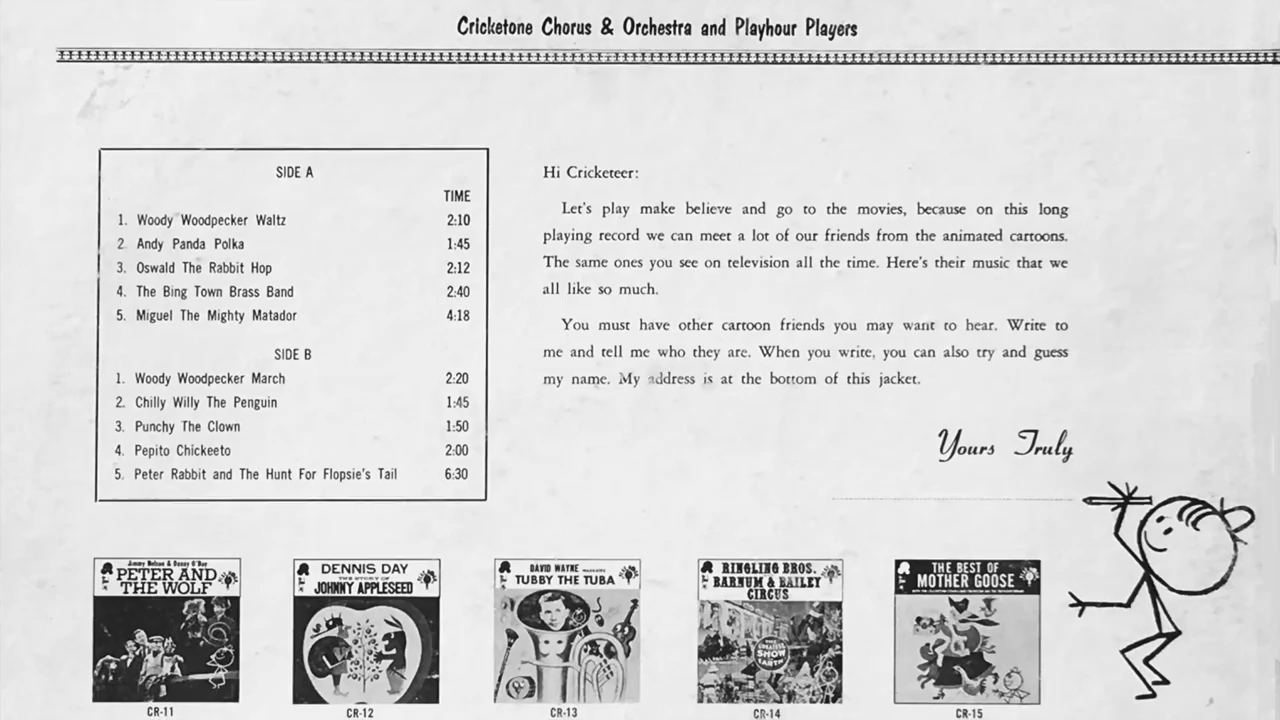 Cricketone Chorus & Orchestra and Playhour Players
SIDE A
TIME
1. Woody Woodpecker Waltz 2:10
2. Andy Panda Polka 1:45
3. Oswald The Rabbit Hop 2:12
4. The Bing Town Brass Band 2:40
5. Miguel The Mighty Matador 4:18
SIDE B
1. Woody Woodpecker March 2:20
2. Chilly Willy The Penguin 1:45
3. Punchy The Clown 1:50
4. Pepito Chickeeto 2:00
5. Peter Rabbit and The Hunt For Flopsie's Tail 6:30
Hi Cricketeer:
Let's play make believe and go to the movies, because on this long
playing record we can meet a lot of our friends from the animated cartoons.
The same ones you see on television all the time. Here's their music that we
all like so much.
You must have other cartoon friends you may want to hear. Write to
me and tell me who they are. When you write, you can also try and guess
my name. My address is at the bottom of this jacket.
Yours Truly
PETER AND
THE WOLF
CR-11
DENNIS DAY
THE STORY OF
JOHNNY APPLESEED
CR-12
DAVID WAYNE
TUBBY THE TUBA
CR-13
RINGLING BROS.
BARNUM & BAILEY
CIRCUS
GREATEST
SHOW
EARTH
CR-14
THE BEST OF
MOTHER GOOSE
CR-15